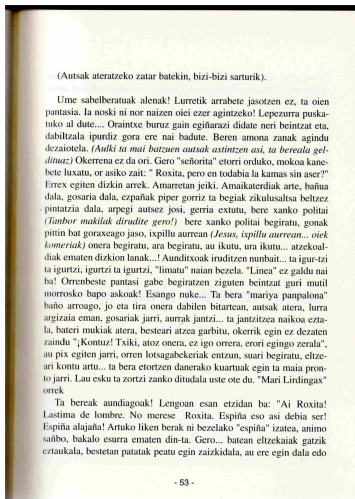 (Autsak ateratzeko zatar batekin, bizi-bizi sarturik).
Ume sabelberatuak alenak! Lurretik arrabete jasotzen ez, ta oien
pantasia. Ia noski ni nor naizen oiei ezer agintzeko! Lepezurra puska-
tuko al dute.... Oraintxe buruz gain egiñarazi didate neri beintzat eta,
dabiltzala ipurdiz gora ere nai badute. Beren amona zanak agindu
dezaiotela. (Aulki ta mai batzuen autsak astintzen asi, ta bereala gel-
dituaz) Okerrena ez da ori. Gero "señorita" etorri orduko, mokoa kane-
bete luxatu, or asiko zait: " Roxita, pero en todabia la kamas sin aser?"
Errex egiten dizkin arrek. Amarretan jeiki. Amaikaterdiak arte, bañua
dala, gosaria dala, ezpañak piper gorriz ta begiak zikulusaltsa beltzez
pintatzia dala, arpegi autsez josi, gerria extutu, bere xanko politai
(Tanbor makilak dirudite gero!) bere xanko politai begiratu, gonak
pittin bat goraxeago jaso, ixpillu aurrean (Jesus, ixpillu aurrean... oiek
komeriak) onera begiratu, ara begiratu, au ikutu, ura ikutu... atzekoal-
diak ematen dizkion lanak...! Aunditxoak iruditzen nunbait... ta igur-tzi
ta igurtzi, igurtzi ta igurtzi, "limatu" naian bezela. "Linea" ez galdu nai
ba! Orrenbeste pantasi gabe begiratzen ziguten beintzat guri mutil
morrosko bapo askoak! Esango nuke... Ta bera "mariya panpalona"
baño arroago, jo eta tira onera dabilen bitartean, autsak atera, lurra
argizaia eman, gosariak jarri, aurrak jantzi... ta jantzitzea naikoa ezta-
la, bateri mukiak atera, besteari atzea garbitu, okerrik egin ez dezaten
zaindu "¡Kontuz! Txiki, atoz onera, ez igo orrera, erori egingo zerala",
au pix egiten jarri, orren lotsagabekeriak entzun, suari begiratu, eltze-
ari kontu artu... ta bera etortzen danerako kuartuak egin ta maia pron-
to jarri. Lau esku ta zortzi zanko ditudala uste ote du. "Mari Lirdingax"
orrek
Ta bereak aundiagoak! Lengoan esan etzidan ba: "Ai Roxita!
Lastima de lombre. No merese Roxita. Espiña eso asi debia ser!
Espiña alajaña! Artuko liken berak ni bezelako "espiña" izatea, animo
sañbo, bakalo esurra ematen din-ta. Gero... batean eltzekaiak gatzik
eztaukala, bestetan patatak peatu egin zaizkidala, au ere egin dala edo
- 53 -